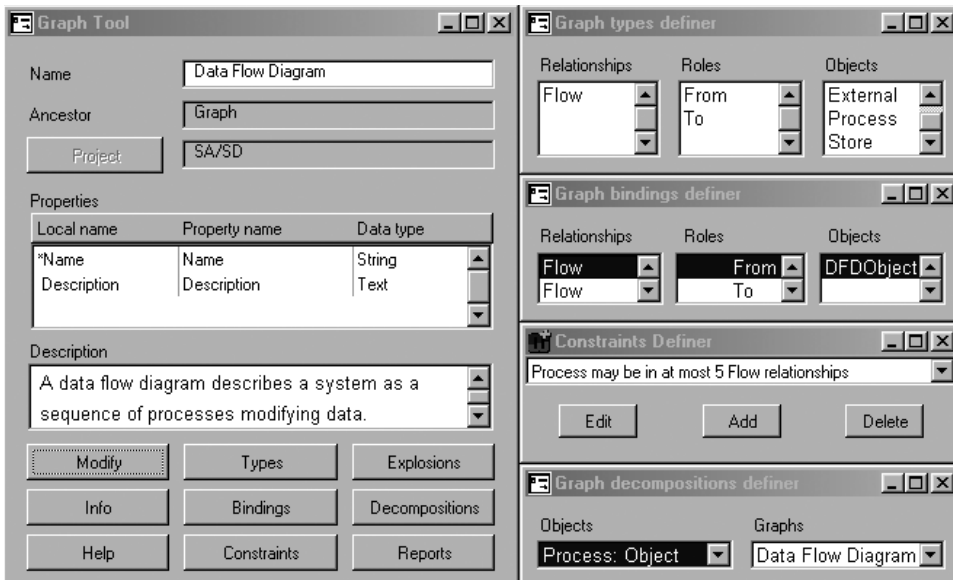 Graph Tool
Name Data Flow Diagram
Ancestor Graph
Project SA/SD
Properties
Local name Property name Data type
*Name Name String
Description Description Text
Description
A data flow diagram describes a system as a
sequence of processes modifying data.
Modify Types Explosions
Info Bindings Decompositions
Help Constraints Reports
Graph types definer
Relationships Roles Objects
Flow From External
To Process
Store
Graph bindings definer
Relationships Roles Objects
Flow From DFDObject
Flow To
Constraints Definer
Process may be in at most 5 Flow relationships
Edit Add Delete
Graph decompositions definer
Objects Graphs
Process: Object Data Flow Diagram